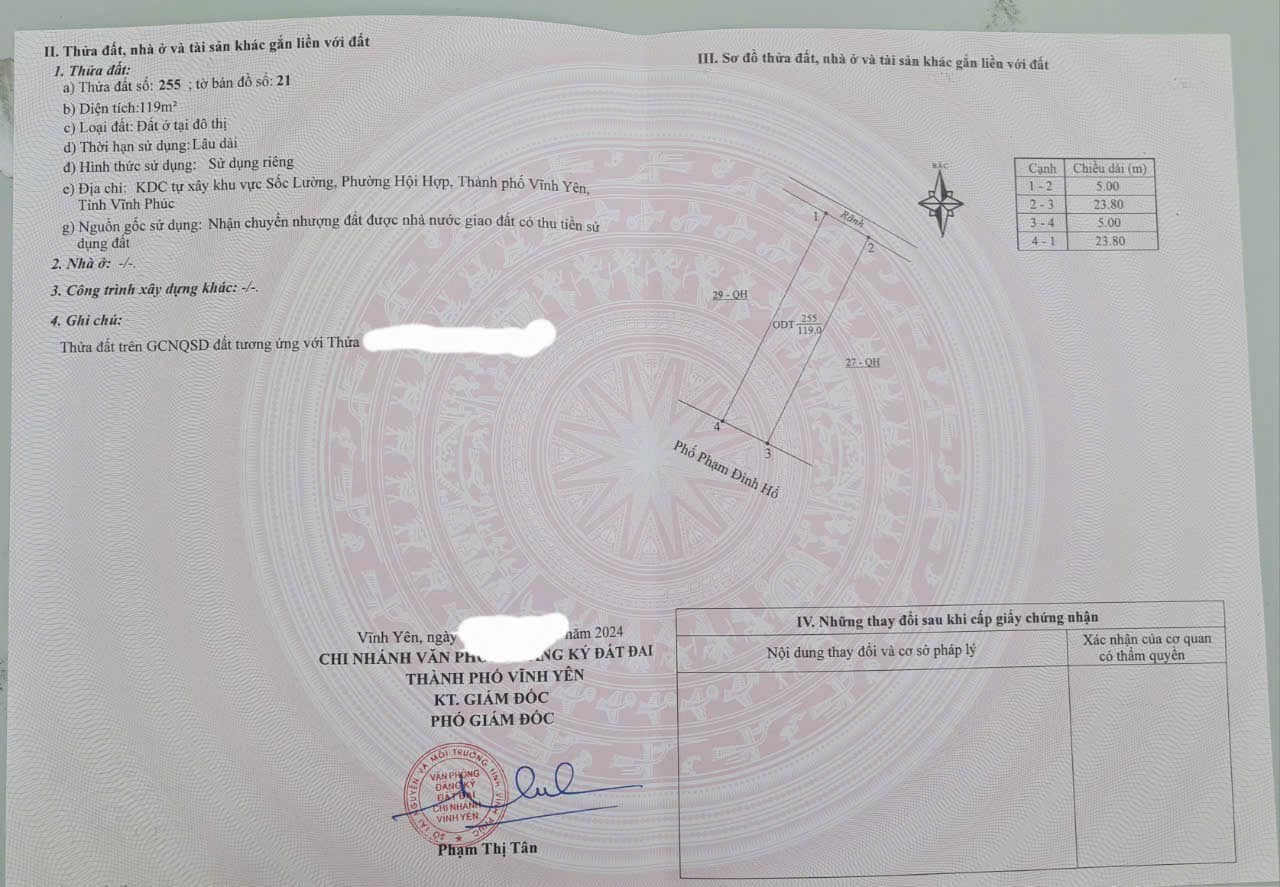 II. Thửa đất, nhà ở và tài sản khác gắn liền với đất
1. Thửa đất:
a) Thửa đất số: 255 ; tờ bản đồ số: 21
b) Diện tích:119m²
c) Loại đất: Đất ở tại đô thị
d) Thời hạn sử dụng:Lâu dài
đ) Hình thức sử dụng: Sử dụng riêng
e) Địa chỉ: KDC tự xây khu vực Sốc Lường, Phường Hội Hợp, Thành phố Vĩnh Yên,
Tỉnh Vĩnh Phúc
g) Nguồn gốc sử dụng: Nhận chuyển nhượng đất được nhà nước giao đất có thu tiền sử
dụng đất
2. Nhà ở: -/-.
3. Công trình xây dựng khác: -/-.
4. Ghi chú:
Thửa đất trên GCNQSD đất tương ứng với Thửa
Vĩnh Yên, ngày năm 2024
CHI NHÁNH VĂN ĐẤT ĐAI
THÀNH PHỐ VĨNH YÊN
KT. GIÁM ĐỐC
PHÓ GIÁM ĐỐC
SỞ TÀI NGUYÊN VÀ MÔI TRƯỜNG TỈNH VĨNH PHÚC
VĂN PHÒNG
ĐĂNG KÝ
ĐẤT ĐAI
CHI NHÁNH
VĨNH YÊN
Phạm Thị Tân
III. Sơ đồ thửa đất, nhà ở và tài sản khác gắn liền với đất
BẮC
Cạnh Chiều dài (m)
1 - 2 5.00
2 - 3 23.80
3 - 4 5.00
4 - 1 23.80
1
Rãnh
2
29 - QH
ODT 255
119.0
27 - QH
4
3
Phố Phạm Đình Hổ
IV. Những thay đổi sau khi cấp giấy chứng nhận
Nội dung thay đổi và cơ sở pháp lý
Xác nhận của cơ quan
có thẩm quyền